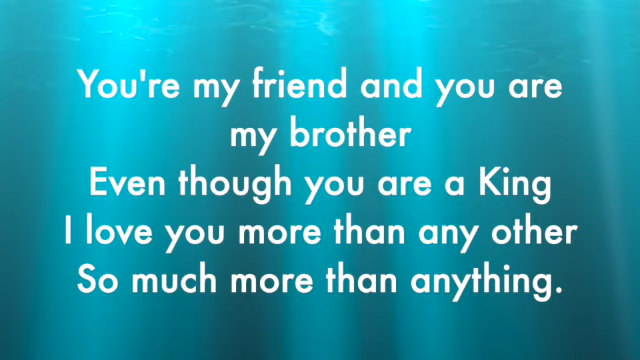 You're my friend and you are
my brother
Even though you are a King
I love you more than any other
So much more than anything.